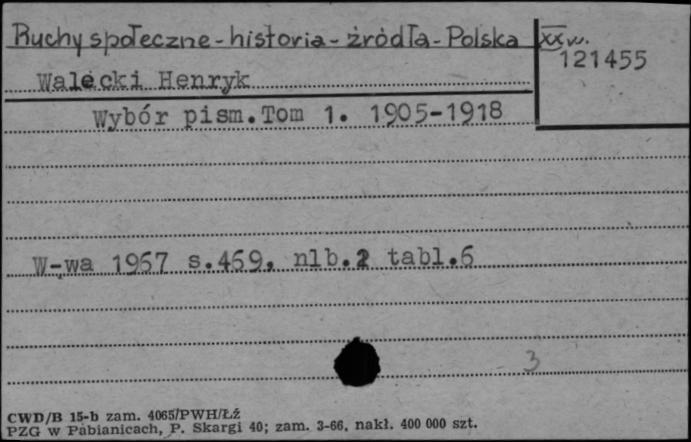 Ruchy społeczne - historia - źródła - Polska XX w.
121455
Walecki Henryk
Wybór pism. Tom 1. 1905-1918
W-wa 1967 s.469, nlb.2 tabl.6
3
CWD/B 15-b zam. 4065/PWH/Łź
PZG w Pabianicach, P. Skargi 40; zam. 3-66, nakł. 400 000 szt.